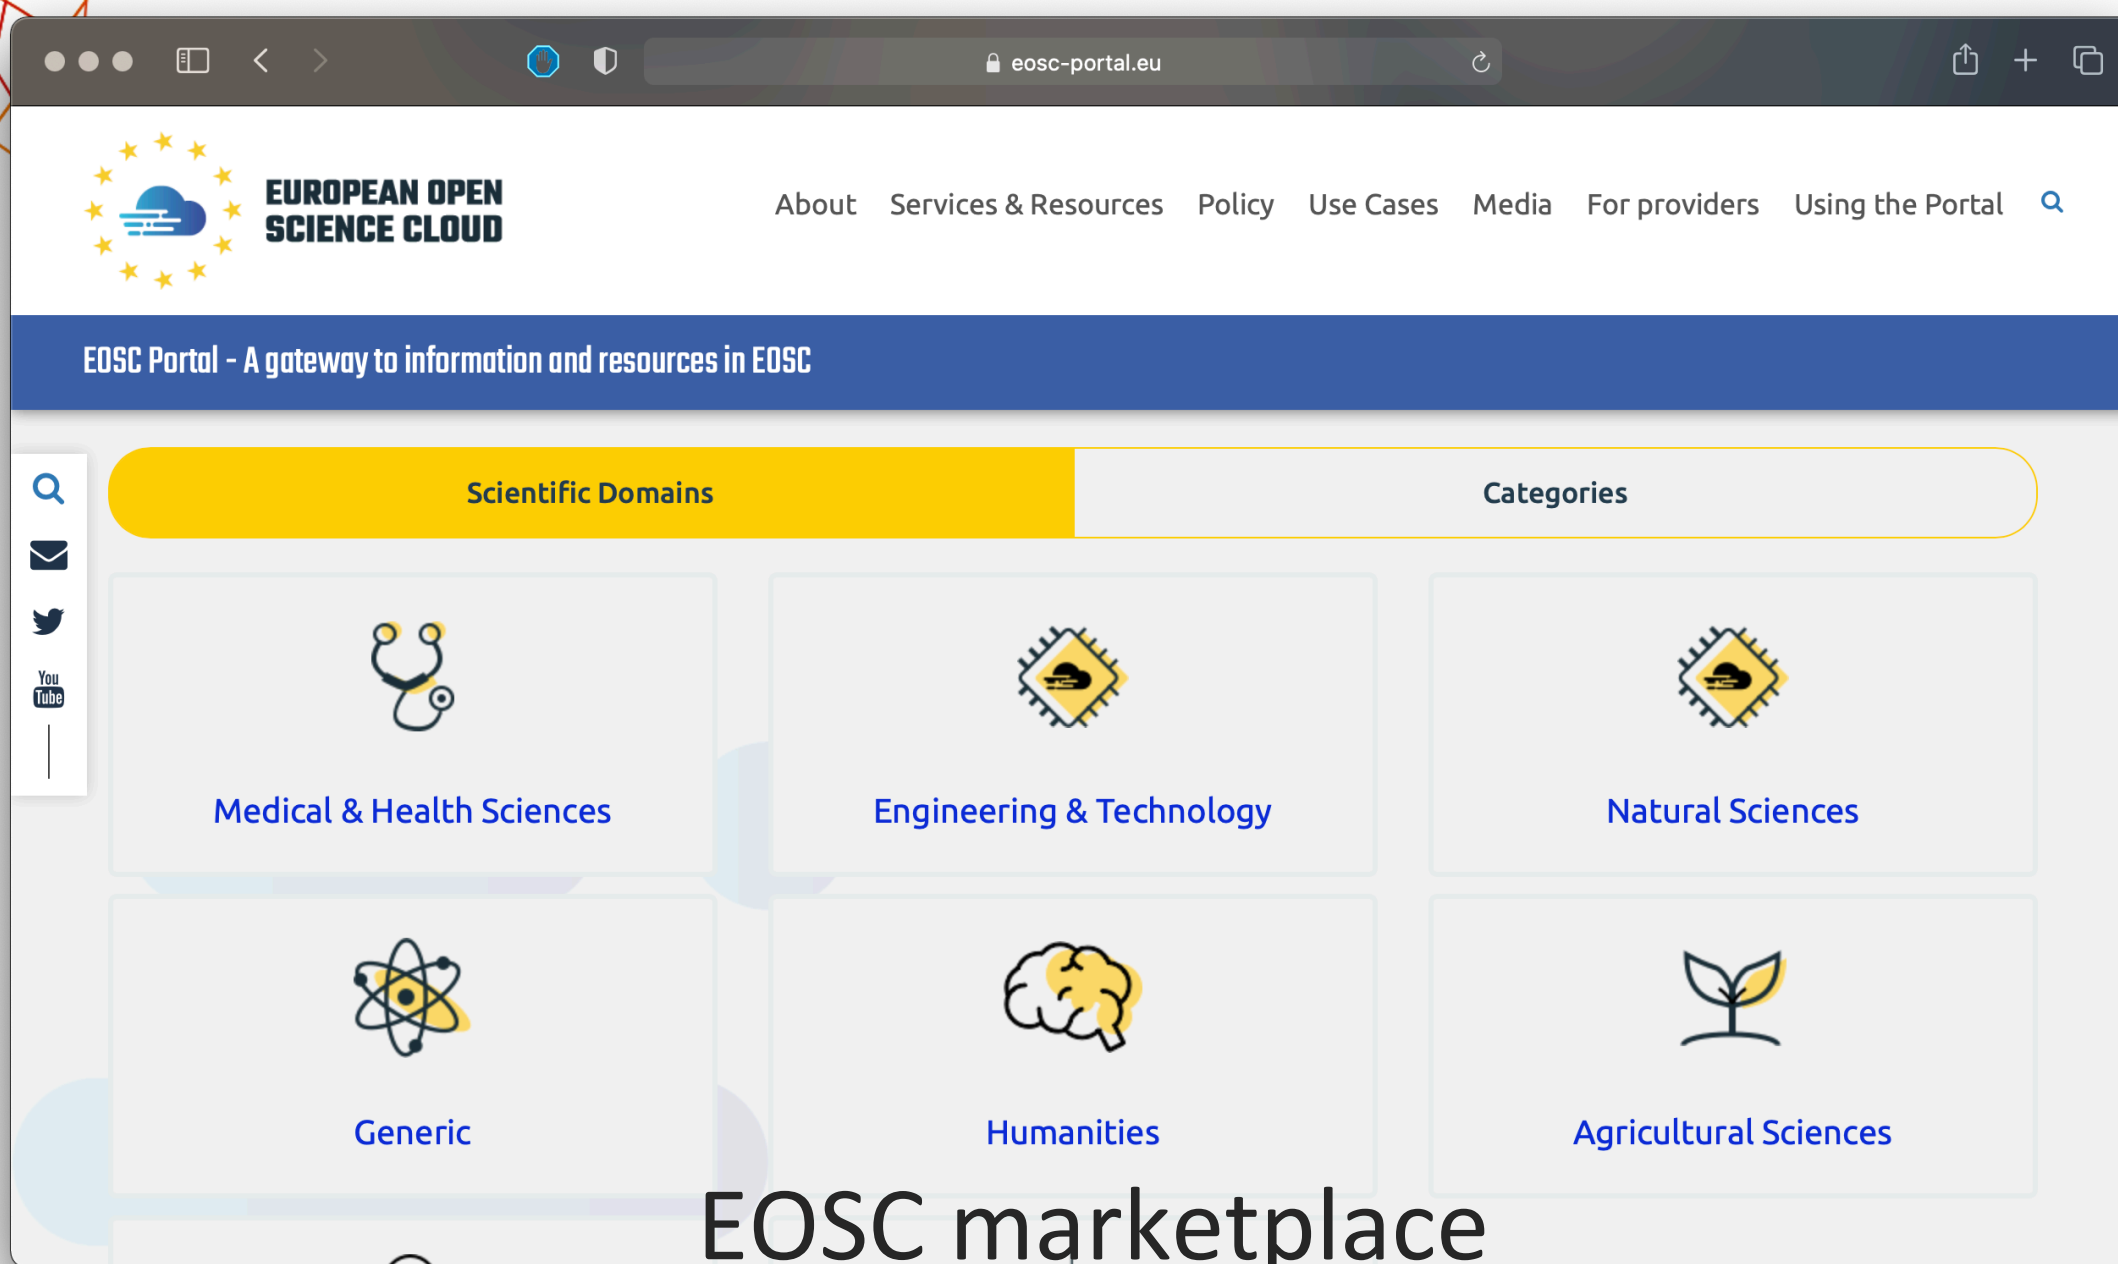 eosc-portal.eu
EUROPEAN OPEN
SCIENCE CLOUD
About Services & Resources Policy Use Cases Media For providers Using the Portal
EOSC Portal - A gateway to information and resources in EOSC
Scientific Domains Categories
You
Tube
Medical & Health Sciences Engineering & Technology Natural Sciences
Generic Humanities Agricultural Sciences
EOSC marketplace